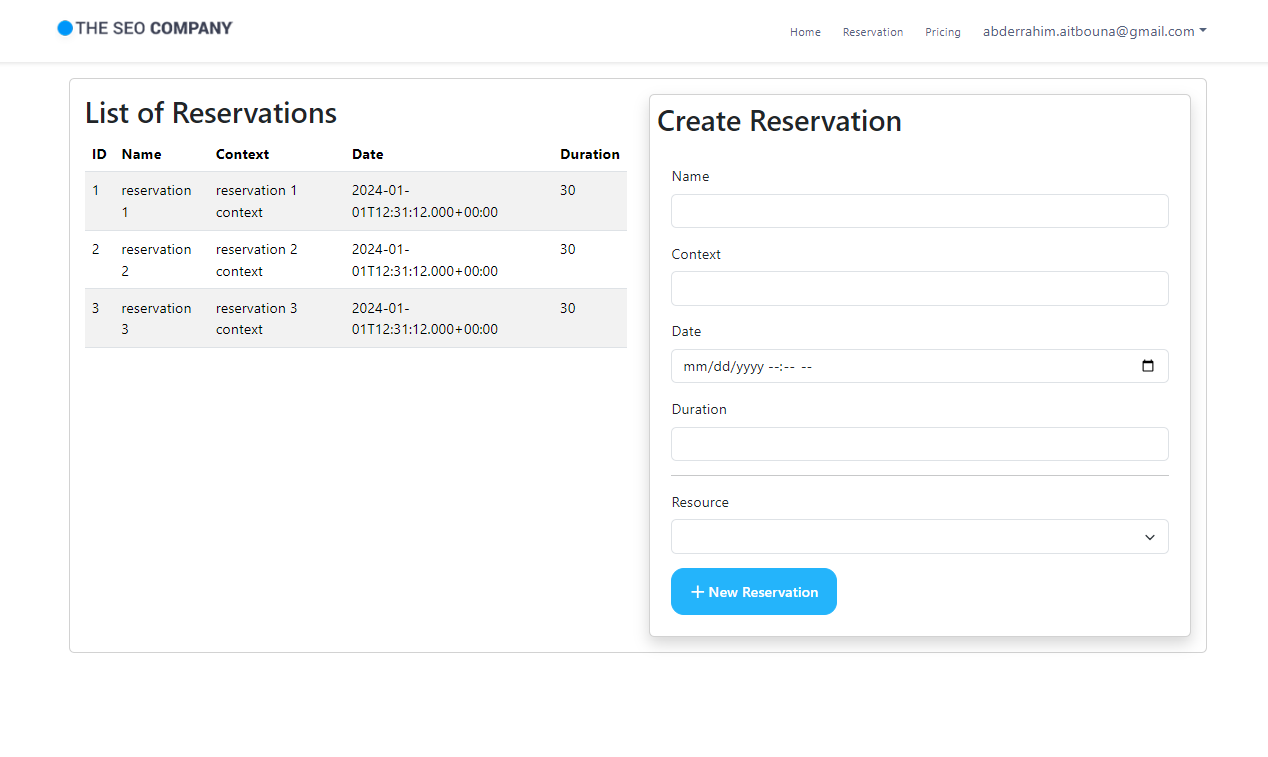 THE SEO COMPANY
Home Reservation Pricing abderrahim.aitbouna@gmail.com
List of Reservations
ID Name Context Date Duration
1 reservation reservation 1 2024-01- 30
1 context 01T12:31:12.000+00:00
2 reservation reservation 2 2024-01- 30
2 context 01T12:31:12.000+00:00
3 reservation reservation 3 2024-01- 30
3 context 01T12:31:12.000+00:00
Create Reservation
Name
Context
Date
mm/dd/yyyy --:-- --
Duration
Resource
+ New Reservation